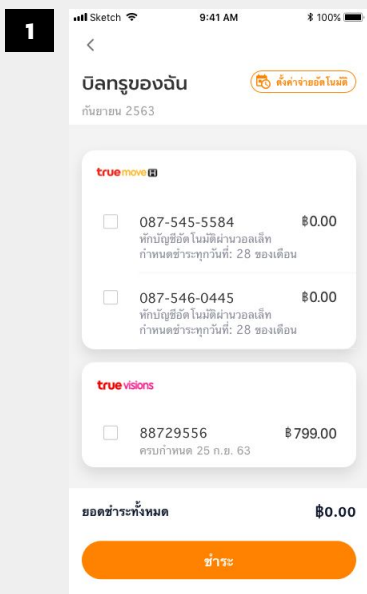 1
Sketch 9:41 AM 100%
บิลทรูของฉัน
ตั้งค่าจ่ายอัตโนมัติ
กันยายน 2563
truemove H
087-545-5584 ฿0.00
หักบัญชีอัตโนมัติผ่านวอลเล็ท
กำหนดชำระทุกวันที่: 28 ของเดือน
087-546-0445 ฿0.00
หักบัญชีอัตโนมัติผ่านวอลเล็ท
กำหนดชำระทุกวันที่: 28 ของเดือน
truevisions
88729556 ฿799.00
ครบกำหนด 25 ก.ย. 63
ยอดชำระทั้งหมด ฿0.00
ชำระ